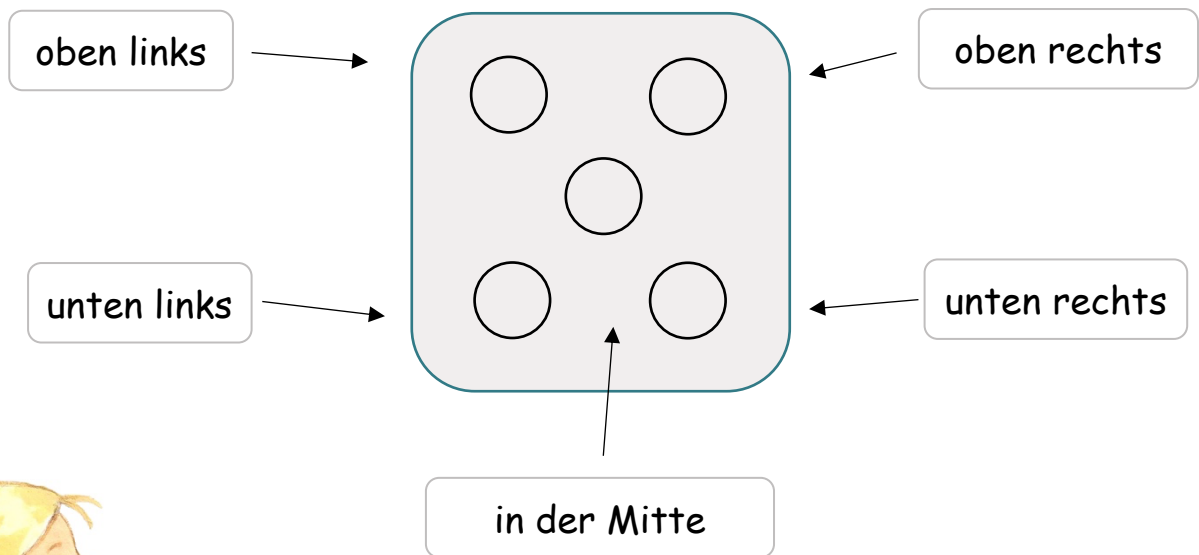 oben links
oben rechts
unten links
unten rechts
in der Mitte